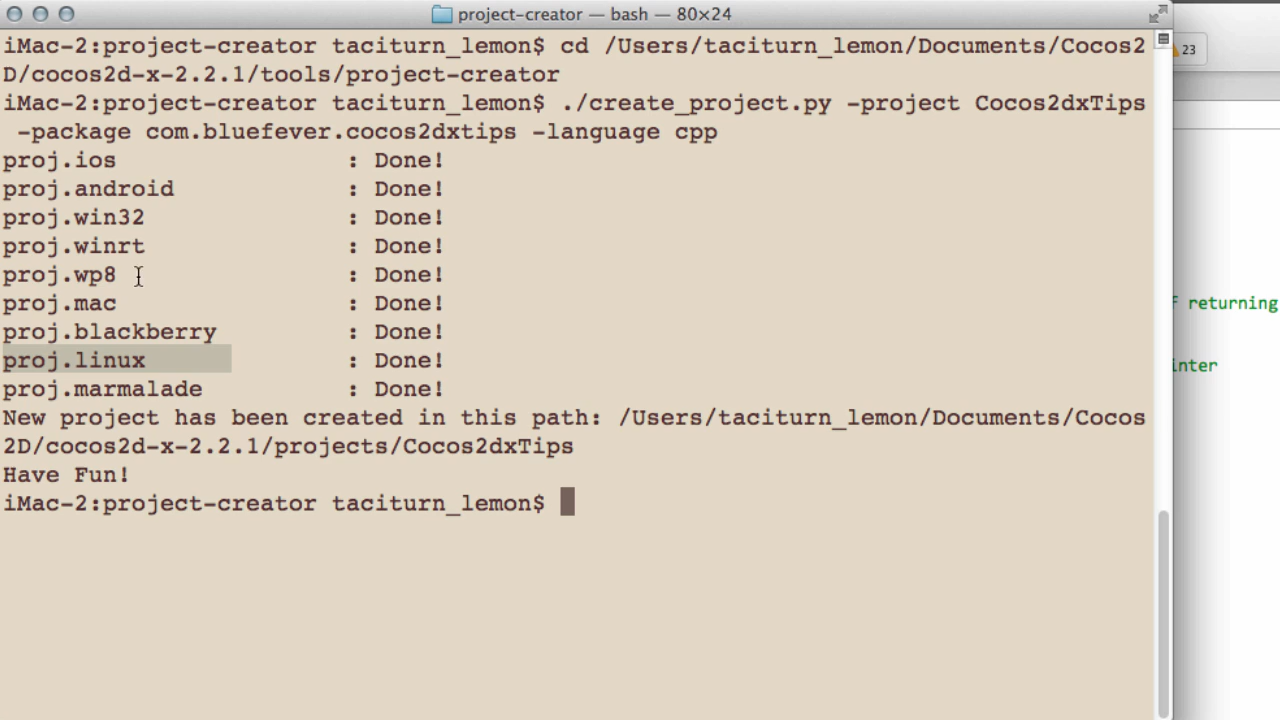 project-creator — bash — 80×24
iMac-2:project-creator taciturn_lemon$ cd /Users/taciturn_lemon/Documents/Cocos2
D/cocos2d-x-2.2.1/tools/project-creator
iMac-2:project-creator taciturn_lemon$ ./create_project.py -project Cocos2dxTips
-package com.bluefever.cocos2dxtips -language cpp
proj.ios : Done!
proj.android : Done!
proj.win32 : Done!
proj.winrt : Done!
proj.wp8 : Done!
proj.mac : Done!
proj.blackberry : Done!
proj.linux : Done!
proj.marmalade : Done!
New project has been created in this path: /Users/taciturn_lemon/Documents/Cocos
2D/cocos2d-x-2.2.1/projects/Cocos2dxTips
Have Fun!
iMac-2:project-creator taciturn_lemon$
23
returning